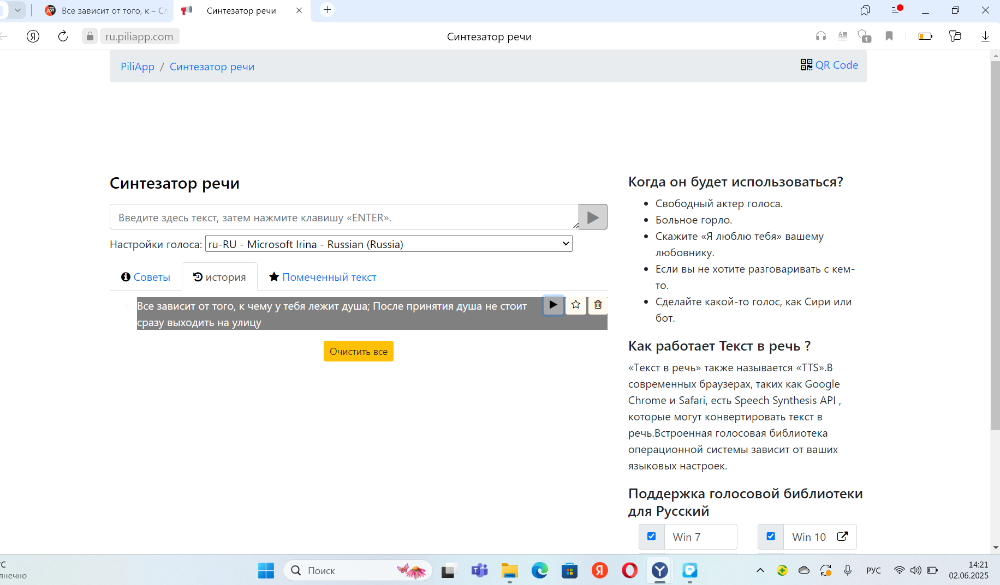 Все зависит от того, к – Сл
Синтезатор речи
ru.piliapp.com
Синтезатор речи
1
PiliApp / Синтезатор речи
QR Code
Синтезатор речи
Введите здесь текст, затем нажмите клавишу «ENTER».
Настройки голоса: ru-RU - Microsoft Irina - Russian (Russia)
Советы
история
Помеченный текст
Все зависит от того, к чему у тебя лежит душа; После принятия душа не стоит
сразу выходить на улицу
Очистить все
Когда он будет использоваться?
Свободный актер голоса.
Больное горло.
Скажите «Я люблю тебя» вашему
любовнику.
Если вы не хотите разговаривать с кем-
то.
Сделайте какой-то голос, как Сири или
бот.
Как работает Текст в речь ?
«Текст в речь» также называется «TTS».В
современных браузерах, таких как Google
Chrome и Safari, есть Speech Synthesis API ,
которые могут конвертировать текст в
речь.Встроенная голосовая библиотека
операционной системы зависит от ваших
языковых настроек.
Поддержка голосовой библиотеки
для Русский
Win 7
Win 10
°C
лнечно
Поиск
РУС
14:21
02.06.2025